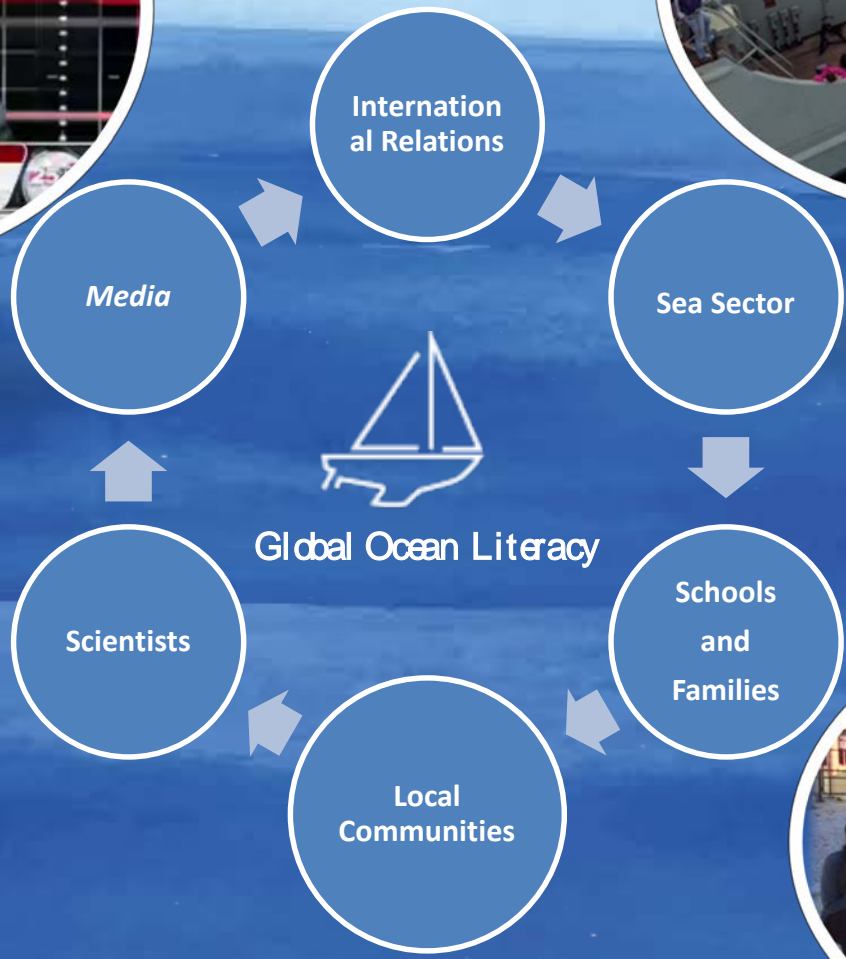 Internation
al Relations
Media
Sea Sector
Global Ocean Literacy
Scientists
Schools
and
Families
Local
Communities